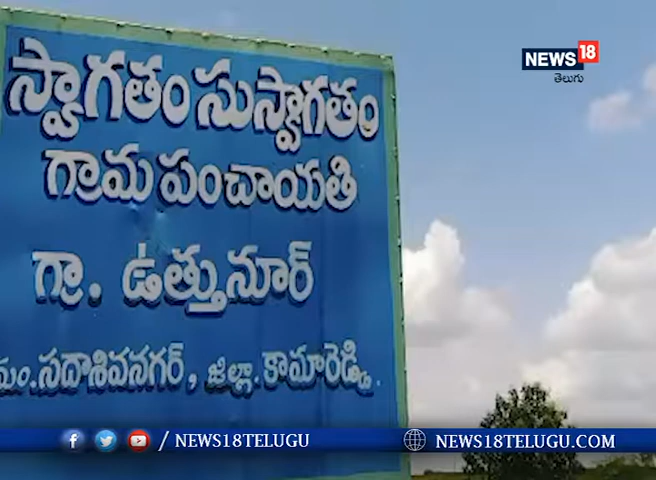 స్వాగతం సుస్వాగతం
గ్రామ పంచాయతి
గ్రా. ఉత్తునూర్
మం.సదాశివనగర్, జిల్లా.కామారెడ్డి.
NEWS18
తెలుగు
/NEWS18TELUGU
NEWS18TELUGU.COM